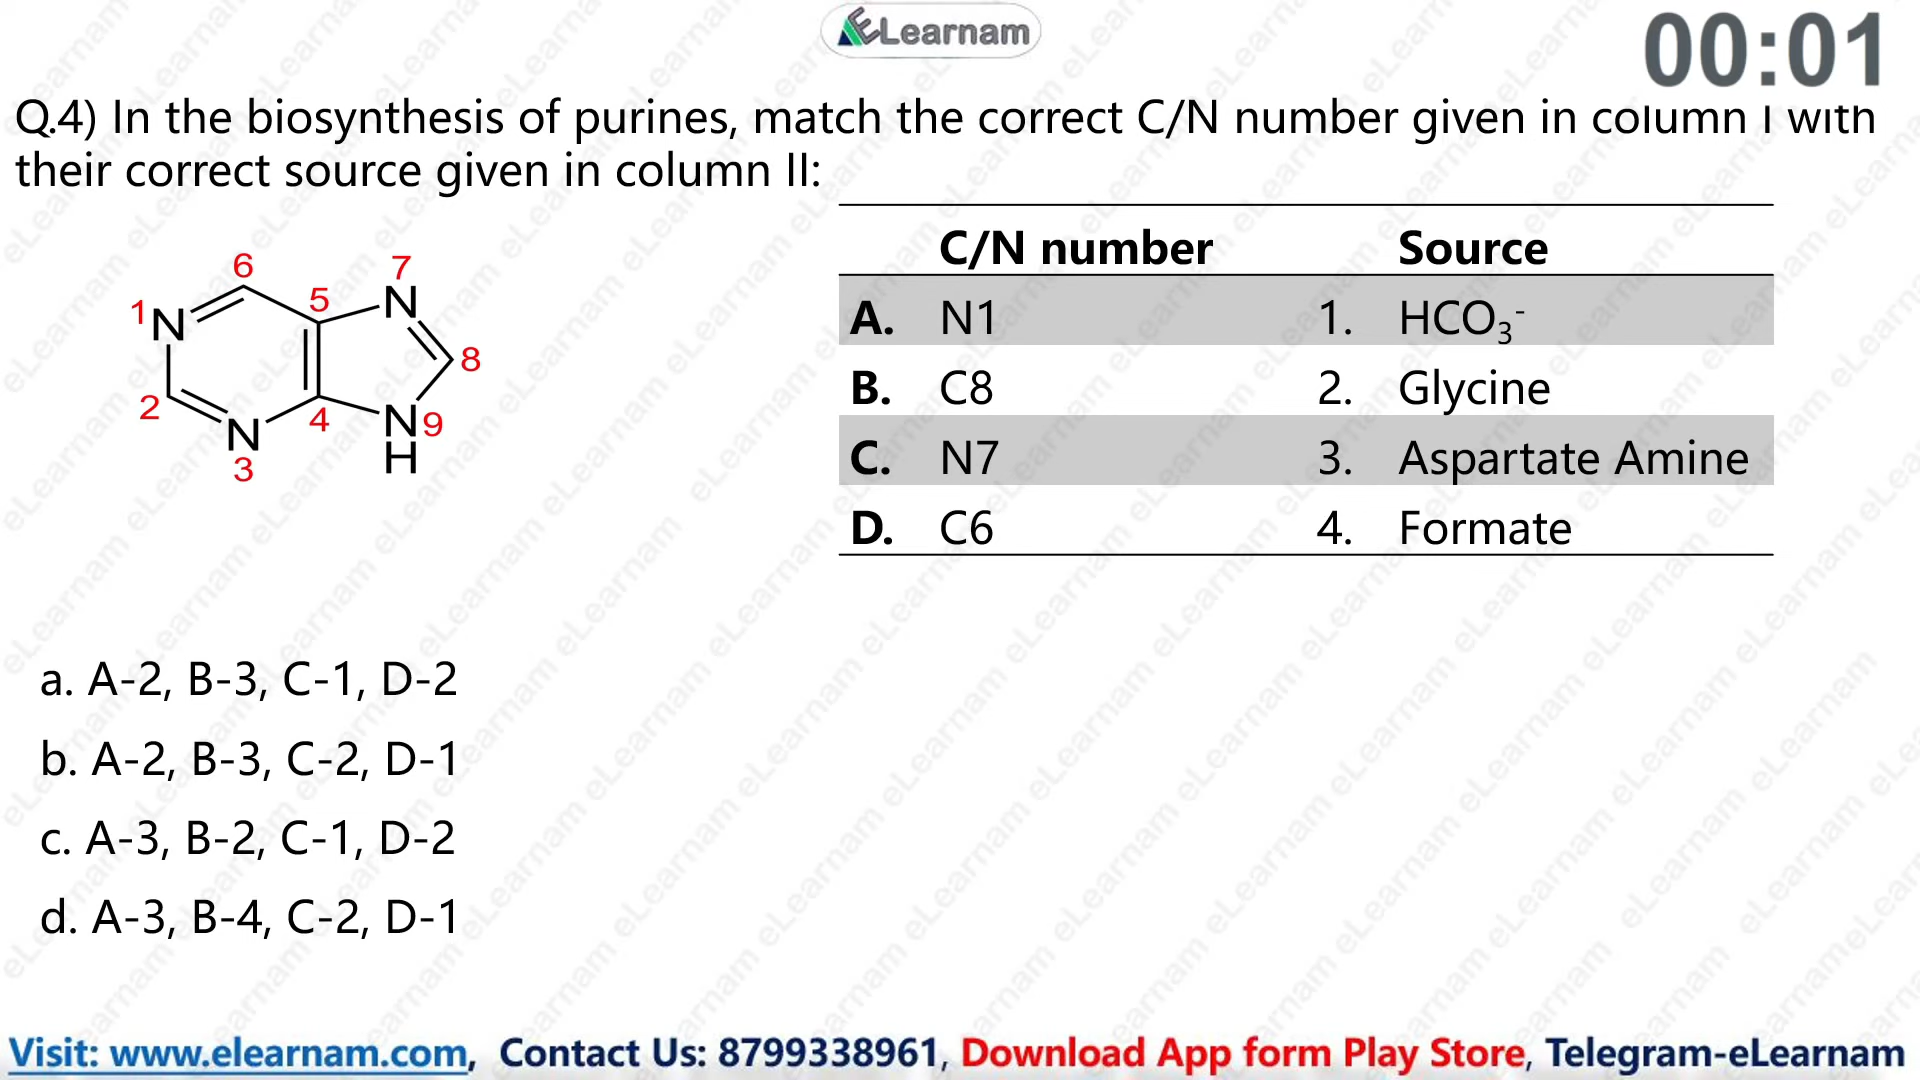 ELearnam
00:01
Q.4) In the biosynthesis of purines, match the correct C/N number given in column I with
their correct source given in column II:
C/N number Source
A. N1 1. HCO₃⁻
B. C8 2. Glycine
C. N7 3. Aspartate Amine
D. C6 4. Formate
6 7
1 N 5 N
8
2 4 N 9
N H
3
a. A-2, B-3, C-1, D-2
b. A-2, B-3, C-2, D-1
c. A-3, B-2, C-1, D-2
d. A-3, B-4, C-2, D-1
Visit: www.elearnam.com, Contact Us: 8799338961, Download App form Play Store, Telegram-eLearnam